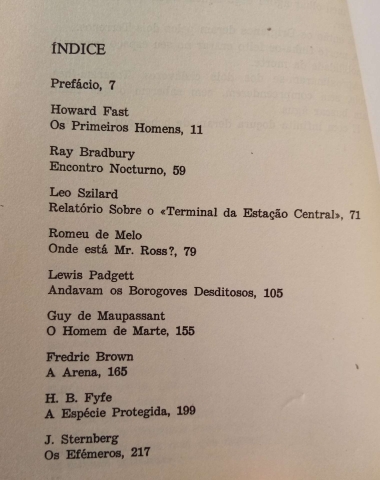 ÍNDICE
Prefácio, 7
Howard Fast
Os Primeiros Homens, 11
Ray Bradbury
Encontro Nocturno, 59
Leo Szilard
Relatório Sobre o «Terminal da Estação Central», 71
Romeu de Melo
Onde está Mr. Ross?, 79
Lewis Padgett
Andavam os Borogoves Desditosos, 105
Guy de Maupassant
O Homem de Marte, 155
Fredric Brown
A Arena, 165
H. B. Fyfe
A Espécie Protegida, 199
J. Sternberg
Os Efémeros, 217